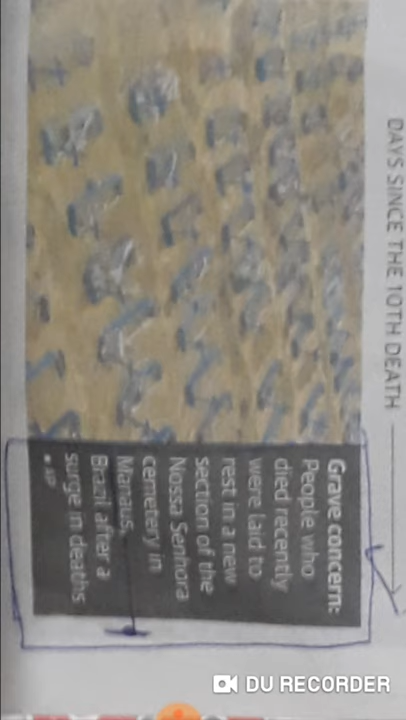 DAYS SINCE THE 10TH DEATH
Grave concern:
People who
died recently
were laid to
rest in a new
section of the
Nossa Senhora
cemetery in
Manaus,
Brazil after a
surge in deaths
• AP
DU RECORDER